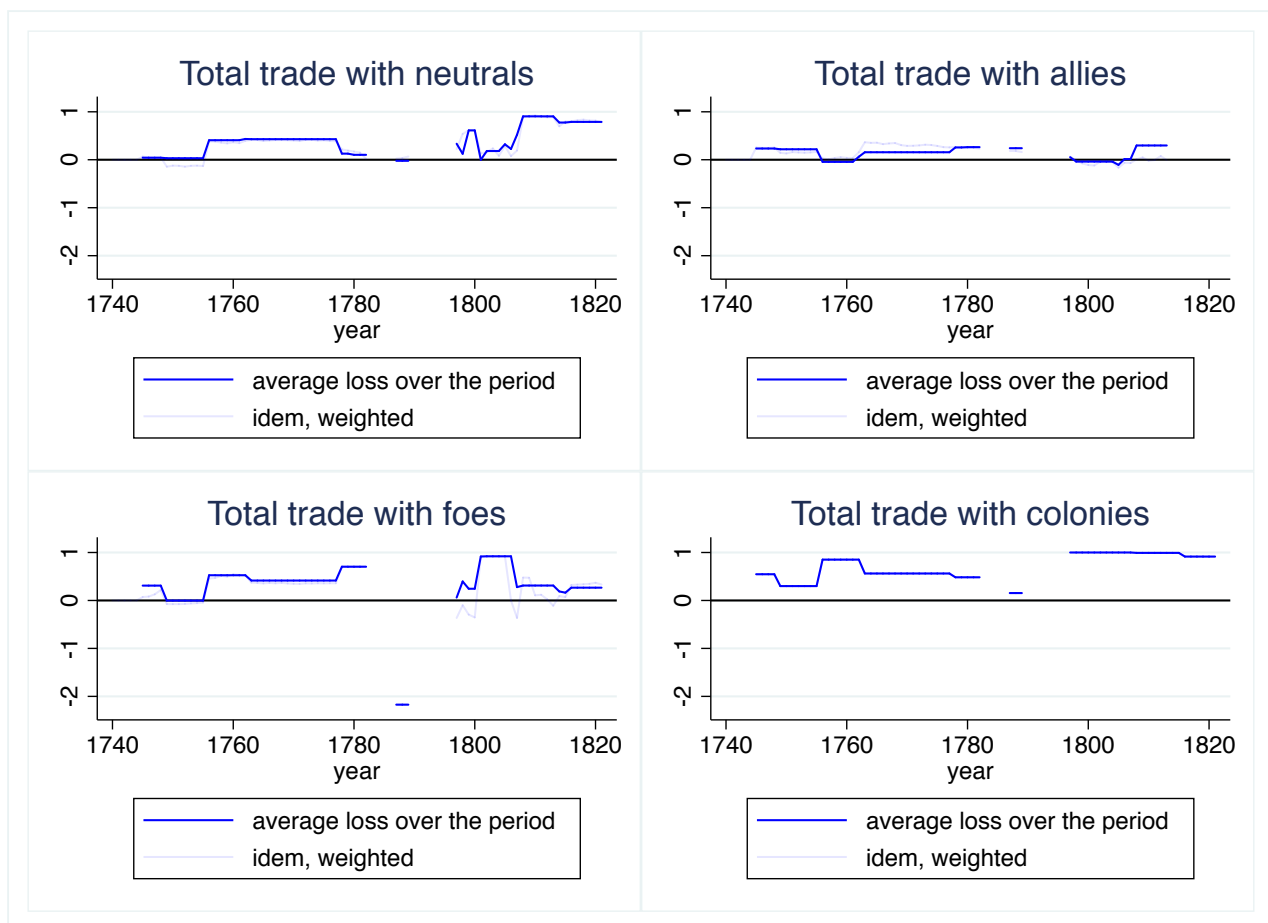 Total trade with neutrals
1
0
-1
-2
1740 1760 1780 1800 1820
year
average loss over the period
idem, weighted
Total trade with allies
1
0
-1
-2
1740 1760 1780 1800 1820
year
average loss over the period
idem, weighted
Total trade with foes
1
0
-1
-2
1740 1760 1780 1800 1820
year
average loss over the period
idem, weighted
Total trade with colonies
1
0
-1
-2
1740 1760 1780 1800 1820
year
average loss over the period
idem, weighted